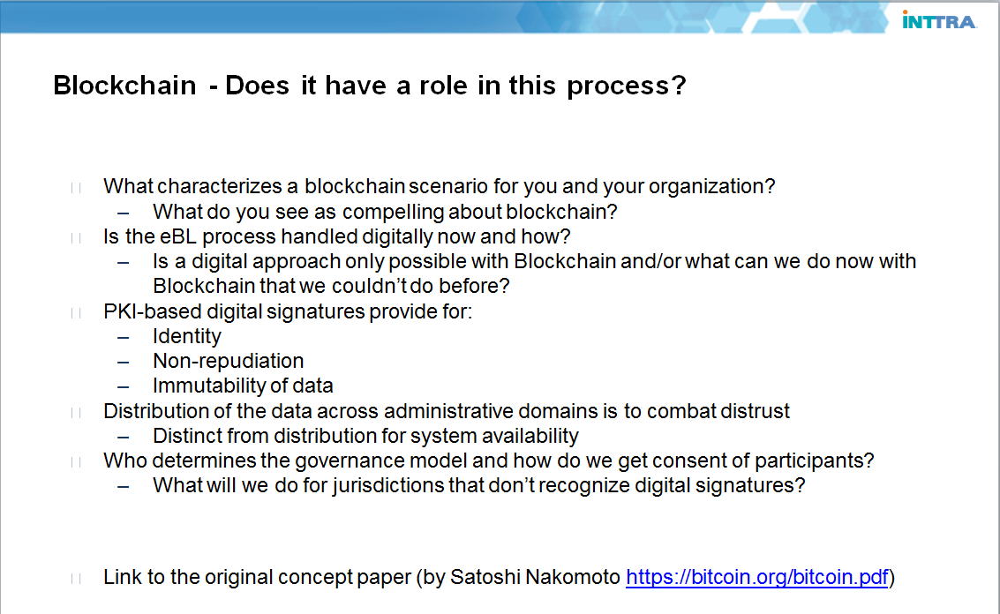 INTTRA
Blockchain - Does it have a role in this process?
What characterizes a blockchain scenario for you and your organization?
– What do you see as compelling about blockchain?
Is the eBL process handled digitally now and how?
– Is a digital approach only possible with Blockchain and/or what can we do now with
Blockchain that we couldn't do before?
PKI-based digital signatures provide for:
– Identity
– Non-repudiation
– Immutability of data
Distribution of the data across administrative domains is to combat distrust
– Distinct from distribution for system availability
Who determines the governance model and how do we get consent of participants?
– What will we do for jurisdictions that don't recognize digital signatures?
Link to the original concept paper (by Satoshi Nakomoto https://bitcoin.org/bitcoin.pdf)